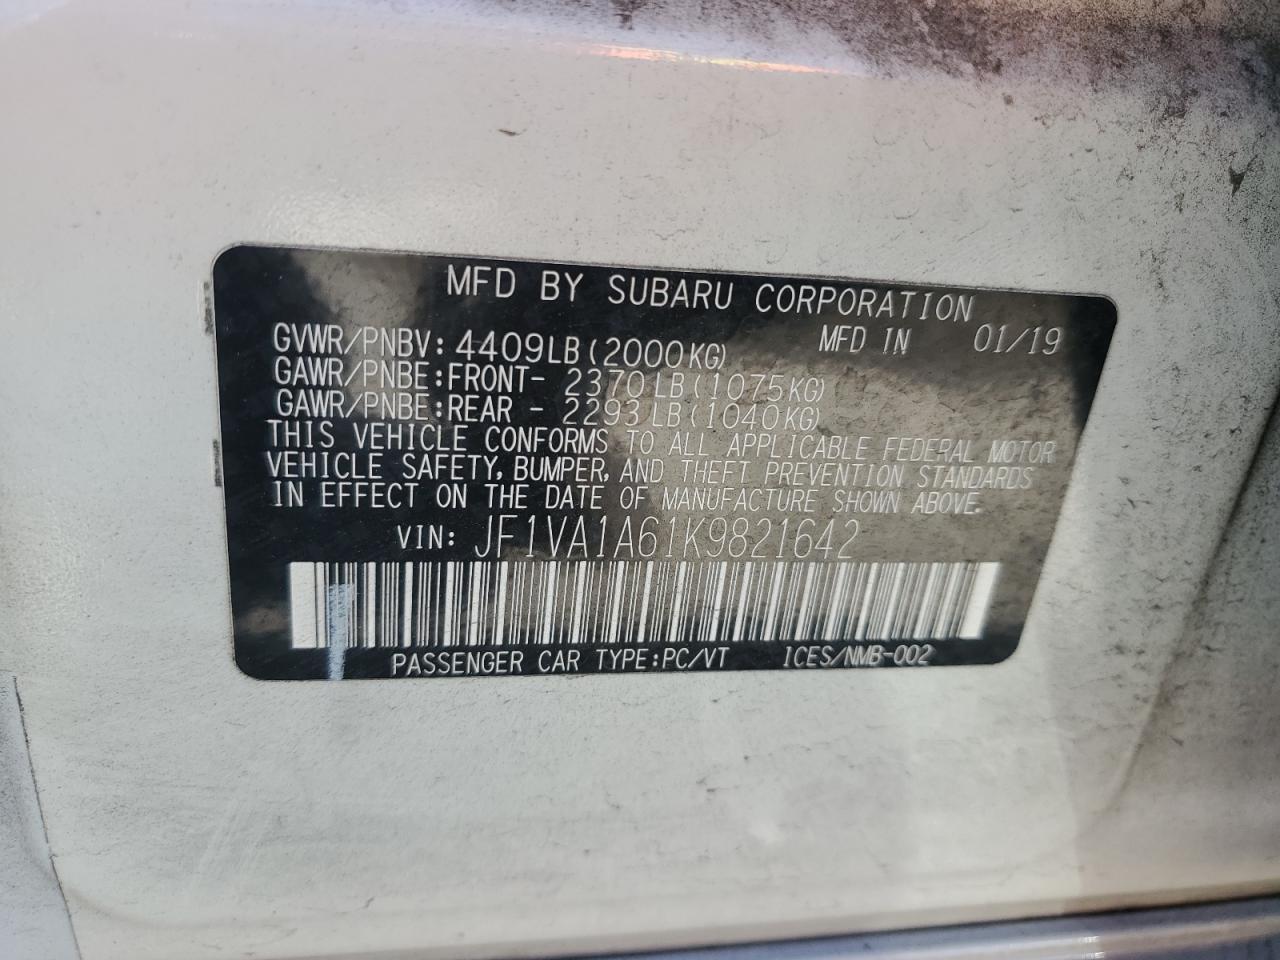 MFD BY SUBARU CORPORATION
GVWR/PNBV: 4409LB(2000KG) MFD IN 01/19
GAWR/PNBE:FRONT- 2370LB(1075KG)
GAWR/PNBE:REAR - 2293LB(1040KG)
THIS VEHICLE CONFORMS TO ALL APPLICABLE FEDERAL MOTOR
VEHICLE SAFETY, BUMPER, AND THEFT PREVENTION STANDARDS
IN EFFECT ON THE DATE OF MANUFACTURE SHOWN ABOVE.
VIN: JF1VA1A61K9821642
PASSENGER CAR TYPE:PC/VT ICES/NMB-002